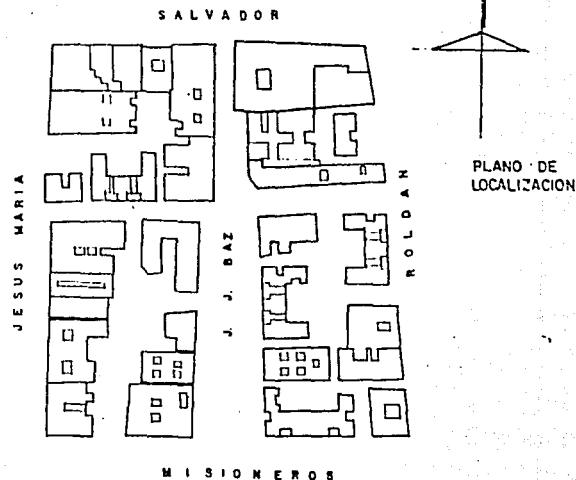 SALVADOR
PLANO DE
LOCALIZACION
JESUS MARIA
J. J. BAZ
ROLDAN
MISIONEROS